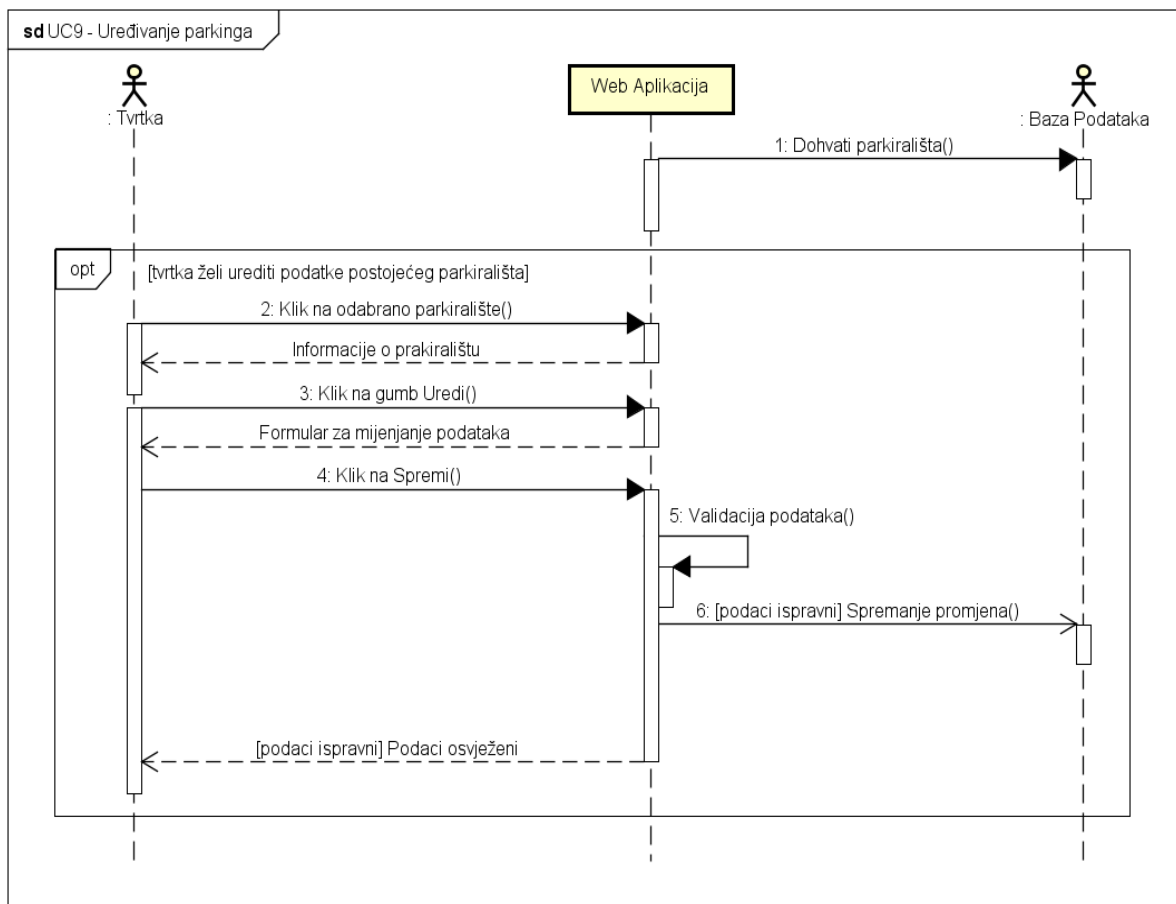 sd UC9 - Uređivanje parkinga
: Tvrtka
Web Aplikacija
: Baza Podataka
1: Dohvati parkirališta()
opt
[tvrtka želi urediti podatke postojećeg parkirališta]
2: Klik na odabrano parkiralište()
Informacije o prakiralištu
3: Klik na gumb Uredi()
Formular za mijenjanje podataka
4: Klik na Spremi()
5: Validacija podataka()
6: [podaci ispravni] Spremanje promjena()
[podaci ispravni] Podaci osvježeni